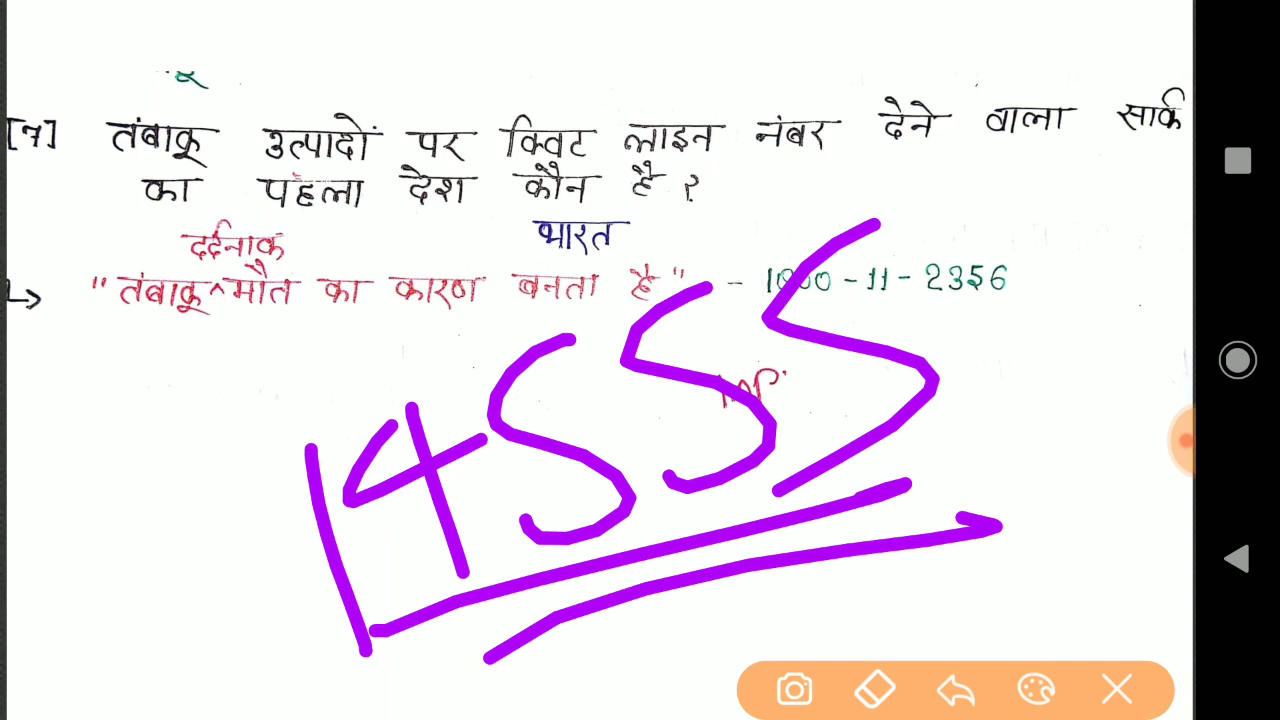 [7] तंबाकू उत्पादों पर क्विट लाइन नंबर देने वाला सार्क
का पहला देश कौन है ?
भारत
दर्दनाक
"तंबाकू ^ मौत का कारण बनता है" - 1800-11-2356
14555